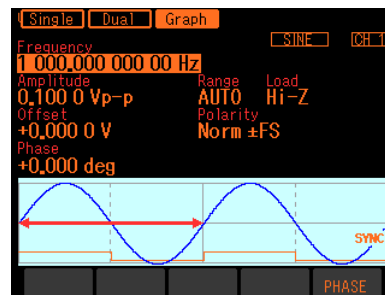 Single Dual Graph
SINE CH 1
Frequency
1 000.000 000 00 Hz
Amplitude Range Load
0.100 0 Vp-p AUTO Hi-Z
Offset Polarity
+0.000 0 V Norm ±FS
Phase
+0.000 deg
SYNC
PHASE